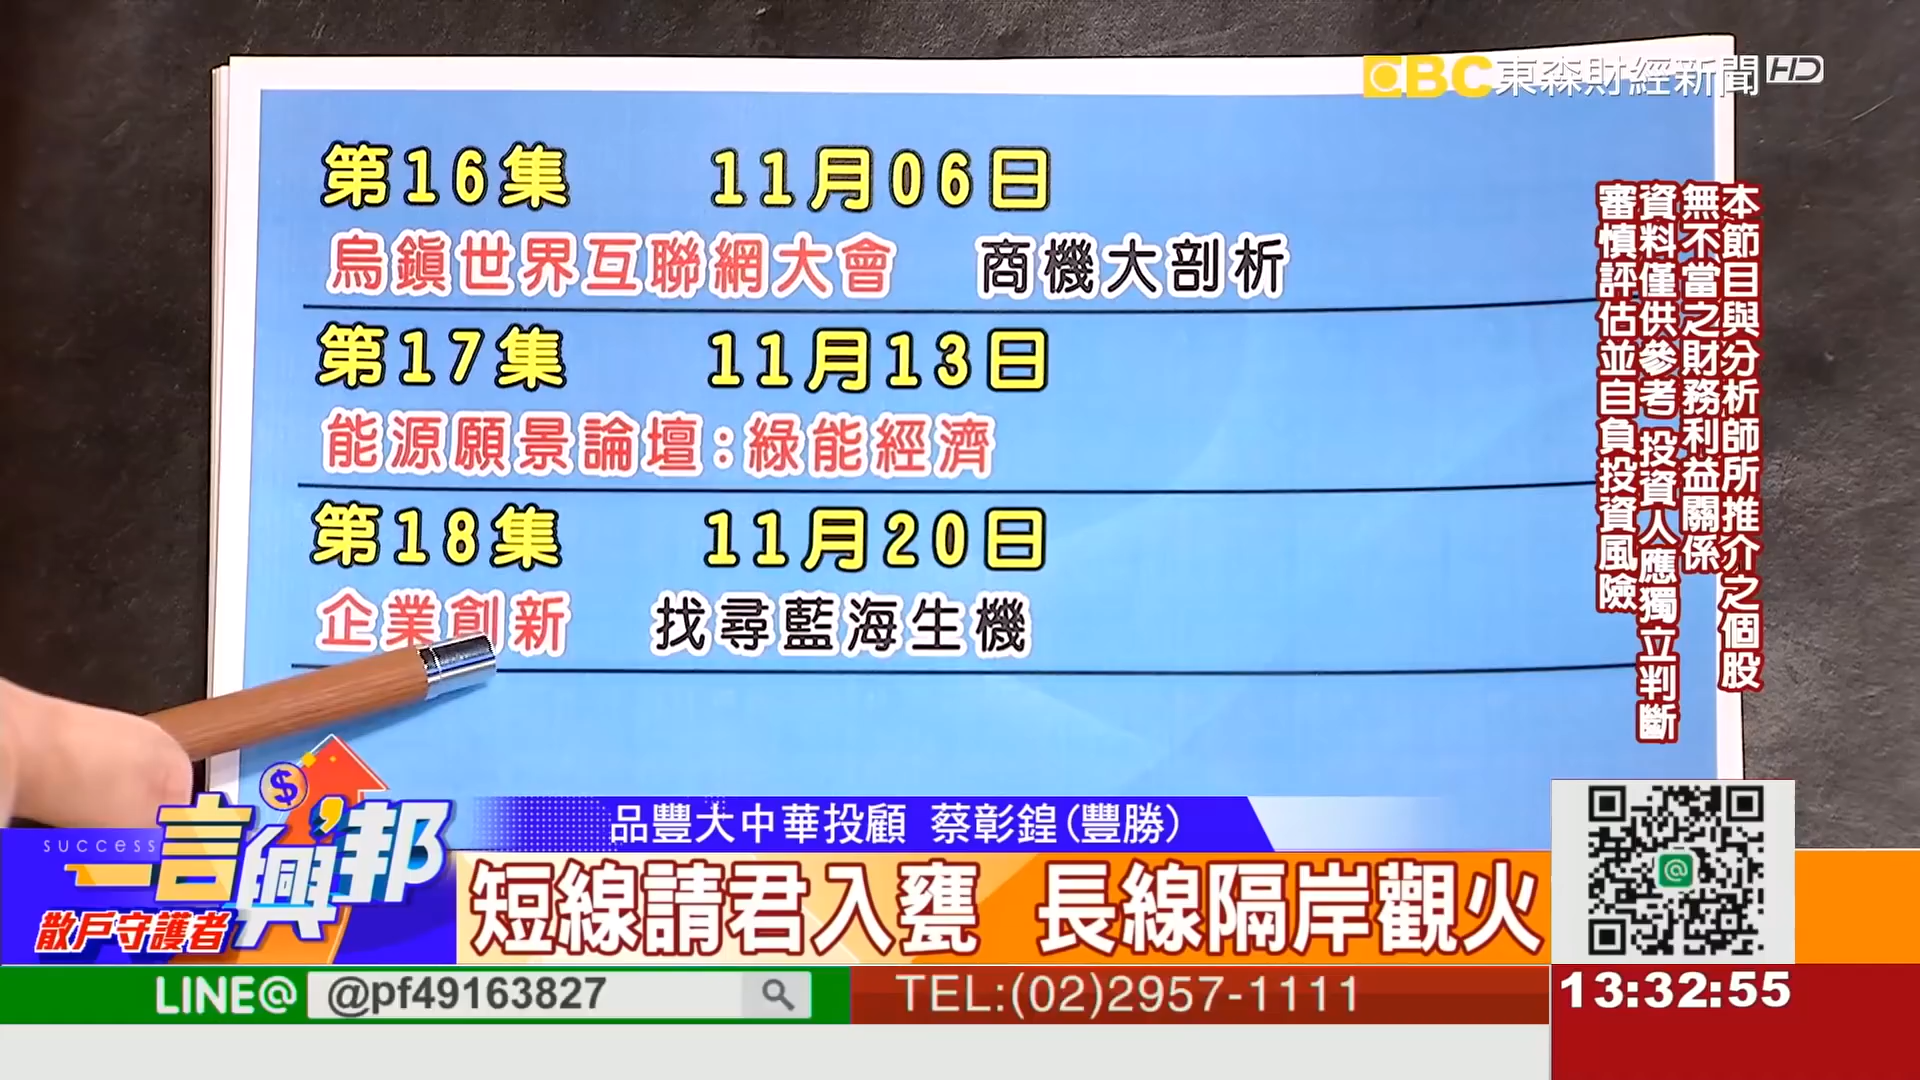 EBC東森財經新聞 HD
第16集 11月06日
烏鎮世界互聯網大會 商機大剖析
第17集 11月13日
能源願景論壇:綠能經濟
第18集 11月20日
企業創新 找尋藍海生機
本節目與分析師所推介之個股
無不當之財務利益關係
資料僅供參考 投資人應獨立判斷
審慎評估並自負投資風險
success
一言興邦
散戶守護者
品豐大中華投顧 蔡彰鍠(豐勝)
短線請君入甕 長線隔岸觀火
LINE@ @pf49163827
TEL:(02)2957-1111
13:32:55